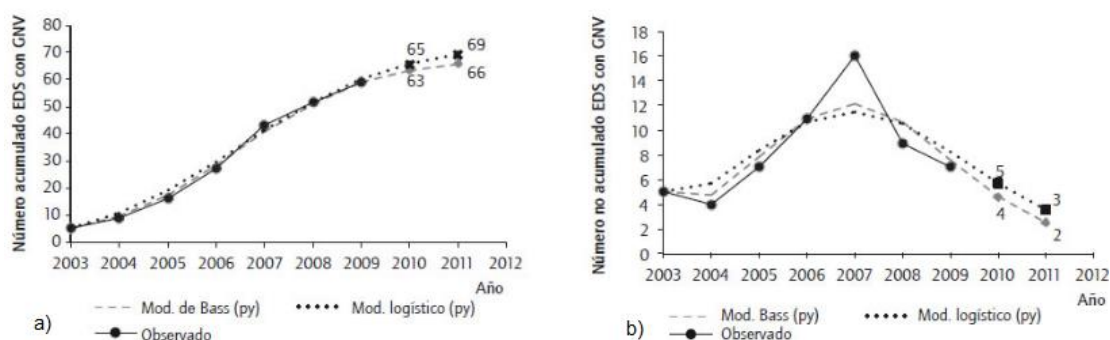 Número acumulado EDS con GNV
80
70
60
50
40
30
20
10
0
65
69
63
66
2003 2004 2005 2006 2007 2008 2009 2010 2011 2012
Año
Mod. de Bass (py)
Mod. logístico (py)
Observado
a)
Número no acumulado EDS con GNV
18
16
14
12
10
8
6
4
2
0
5
3
4
2
2003 2004 2005 2006 2007 2008 2009 2010 2011 2012
Año
Mod. Bass (py)
Mod. logístico (py)
Observado
b)